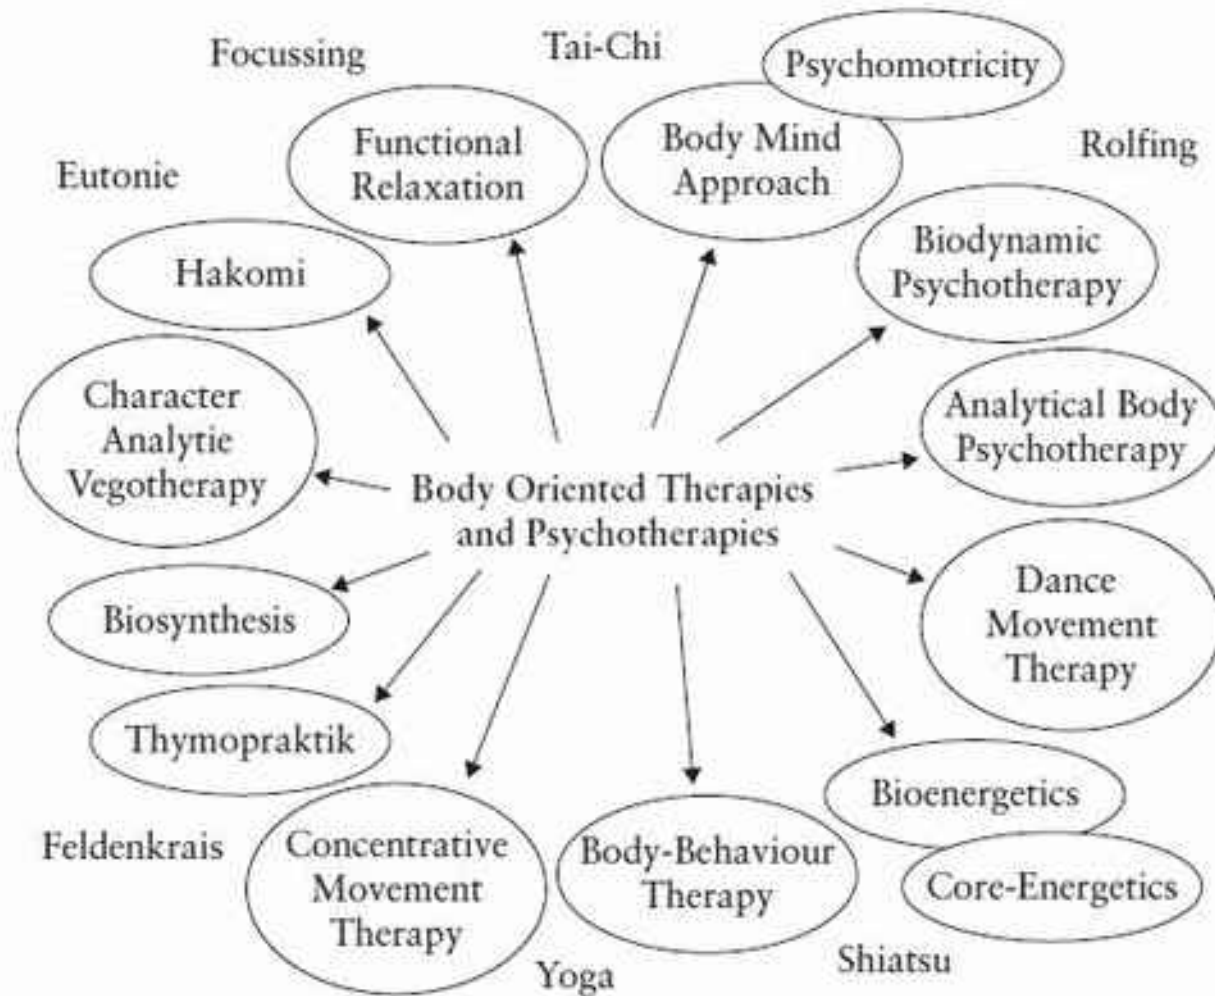 Focussing
Tai-Chi
Psychomotricity
Functional
Relaxation
Body Mind
Approach
Rolfing
Eutonie
Hakomi
Biodynamic
Psychotherapy
Character
Analytie
Vegotherapy
Analytical Body
Psychotherapy
Body Oriented Therapies
and Psychotherapies
Dance
Movement
Therapy
Biosynthesis
Thymopraktik
Bioenergetics
Feldenkrais
Concentrative
Movement
Therapy
Body-Behaviour
Therapy
Core-Energetics
Yoga
Shiatsu